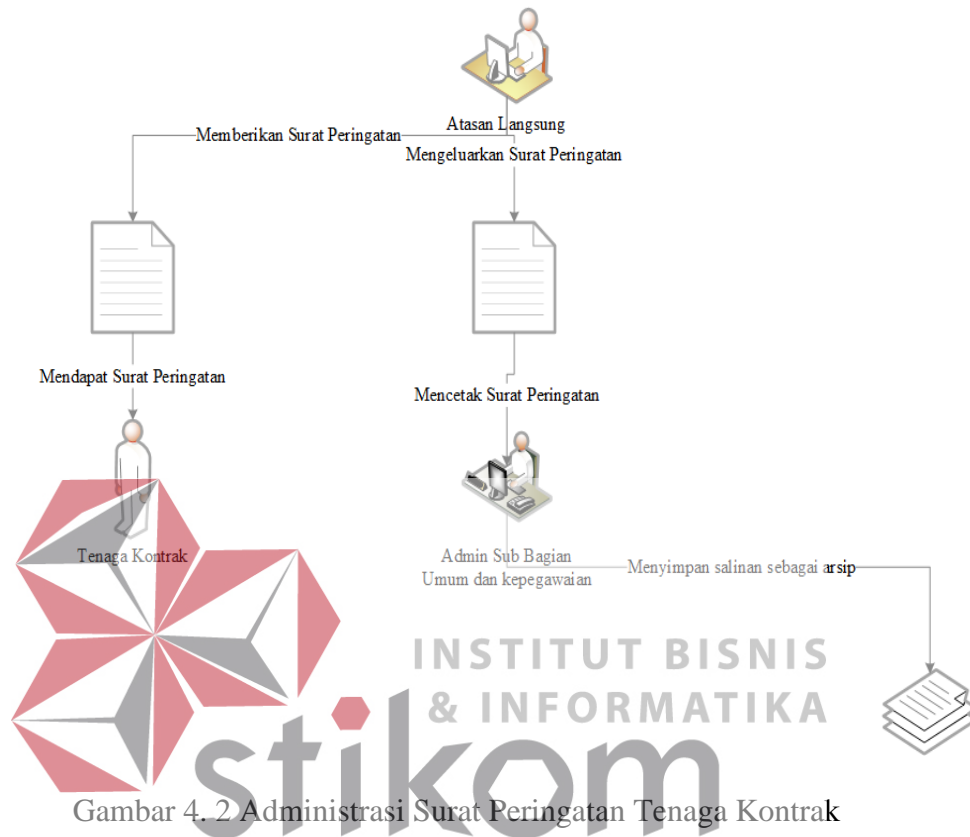 Atasan Langsung
Memberikan Surat Peringatan
Mengeluarkan Surat Peringatan
Mendapat Surat Peringatan
Mencetak Surat Peringatan
Tenaga Kontrak
Admin Sub Bagian
Umum dan kepegawaian
Menyimpan salinan sebagai arsip
INSTITUT BISNIS
& INFORMATIKA
stikom
Gambar 4. 2 Administrasi Surat Peringatan Tenaga Kontrak